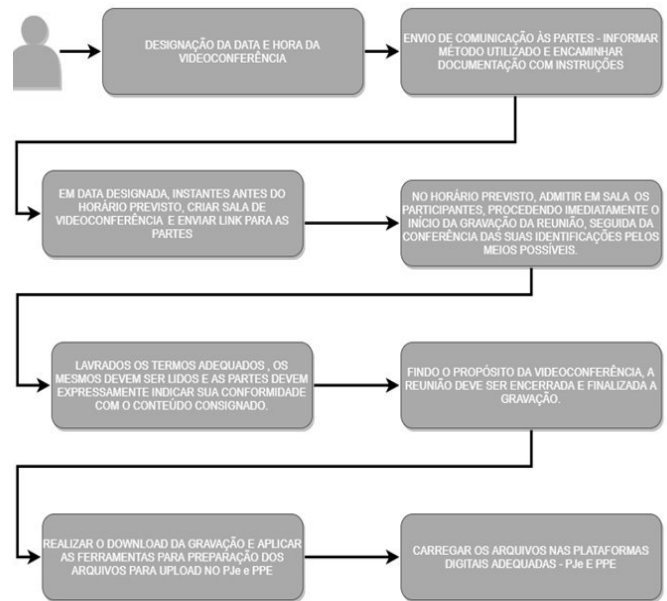 DESIGNAÇÃO DA DATA E HORA DA
VIDEOCONFERÊNCIA
ENVIO DE COMUNICAÇÃO ÀS PARTES - INFORMAR
MÉTODO UTILIZADO E ENCAMINHAR
DOCUMENTAÇÃO COM INSTRUÇÕES
EM DATA DESIGNADA, INSTANTES ANTES DO
HORÁRIO PREVISTO, CRIAR SALA DE
VIDEOCONFERÊNCIA E ENVIAR LINK PARA AS
PARTES
NO HORÁRIO PREVISTO, ADMITIR EM SALA OS
PARTICIPANTES, PROCEDENDO IMEDIATAMENTE O
INÍCIO DA GRAVAÇÃO DA REUNIÃO, SEGUIDA DA
CONFERÊNCIA DAS SUAS IDENTIFICAÇÕES PELOS
MEIOS POSSÍVEIS.
LAVRADOS OS TERMOS ADEQUADOS , OS
MESMOS DEVEM SER LIDOS E AS PARTES DEVEM
EXPRESSAMENTE INDICAR SUA CONFORMIDADE
COM O CONTEÚDO CONSIGNADO.
FINDO O PROPÓSITO DA VIDEOCONFERÊNCIA, A
REUNIÃO DEVE SER ENCERRADA E FINALIZADA A
GRAVAÇÃO.
REALIZAR O DOWNLOAD DA GRAVAÇÃO E APLICAR
AS FERRAMENTAS PARA PREPARAÇÃO DOS
ARQUIVOS PARA UPLOAD NO PJe e PPE
CARREGAR OS ARQUIVOS NAS PLATAFORMAS
DIGITAIS ADEQUADAS - PJe E PPE